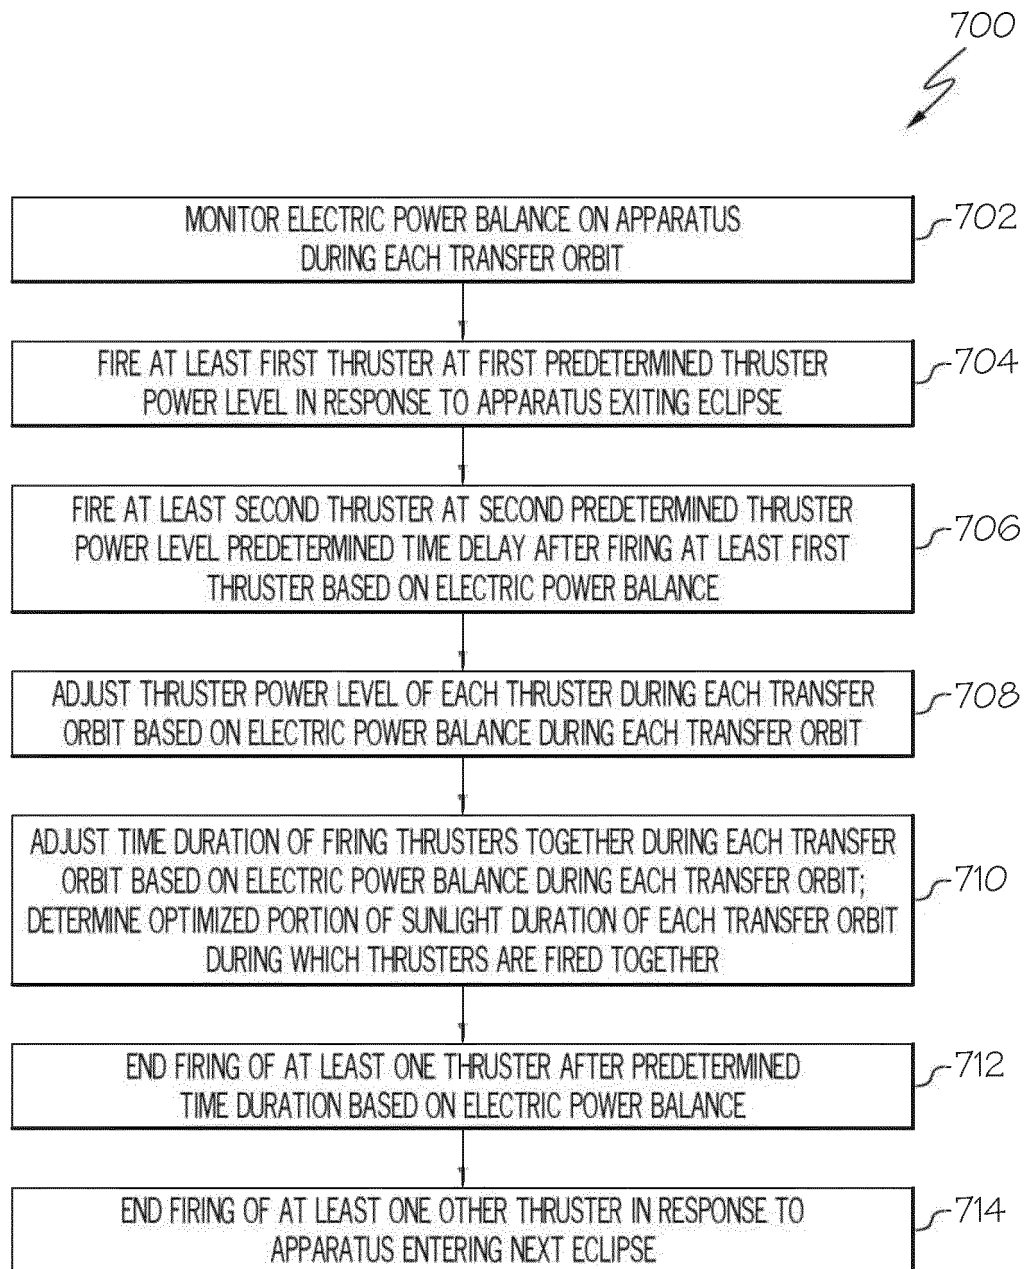 700
MONITOR ELECTRIC POWER BALANCE ON APPARATUS
DURING EACH TRANSFER ORBIT
702
FIRE AT LEAST FIRST THRUSTER AT FIRST PREDETERMINED THRUSTER
POWER LEVEL IN RESPONSE TO APPARATUS EXITING ECLIPSE
704
FIRE AT LEAST SECOND THRUSTER AT SECOND PREDETERMINED THRUSTER
POWER LEVEL PREDETERMINED TIME DELAY AFTER FIRING AT LEAST FIRST
THRUSTER BASED ON ELECTRIC POWER BALANCE
706
ADJUST THRUSTER POWER LEVEL OF EACH THRUSTER DURING EACH TRANSFER
ORBIT BASED ON ELECTRIC POWER BALANCE DURING EACH TRANSFER ORBIT
708
ADJUST TIME DURATION OF FIRING THRUSTERS TOGETHER DURING EACH TRANSFER
ORBIT BASED ON ELECTRIC POWER BALANCE DURING EACH TRANSFER ORBIT;
DETERMINE OPTIMIZED PORTION OF SUNLIGHT DURATION OF EACH TRANSFER ORBIT
DURING WHICH THRUSTERS ARE FIRED TOGETHER
710
END FIRING OF AT LEAST ONE THRUSTER AFTER PREDETERMINED
TIME DURATION BASED ON ELECTRIC POWER BALANCE
712
END FIRING OF AT LEAST ONE OTHER THRUSTER IN RESPONSE TO
APPARATUS ENTERING NEXT ECLIPSE
714